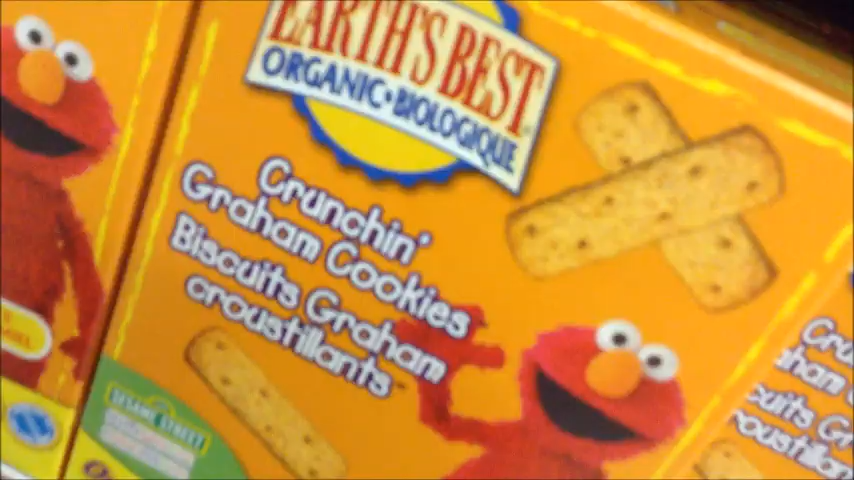 EARTH'S BEST
ORGANIC • BIOLOGIQUE
Crunchin'
Graham Cookies
Biscuits Graham
croustillants
SESAME STREET